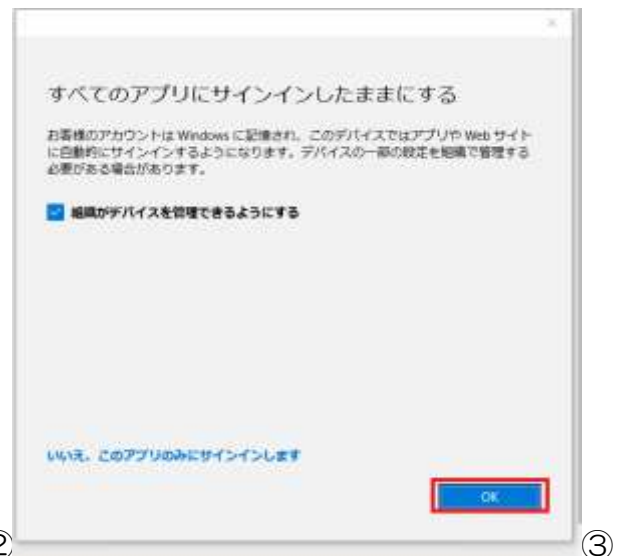 ×
すべてのアプリにサインインしたままにする
お客様のアカウントは Windows に記憶され、このデバイスではアプリや Web サイト
に自動的にサインインするようになります。デバイスの一部の設定を組織で管理する
必要がある場合があります。
組織がデバイスを管理できるようにする
いいえ、このアプリのみにサインインします
OK
② ③